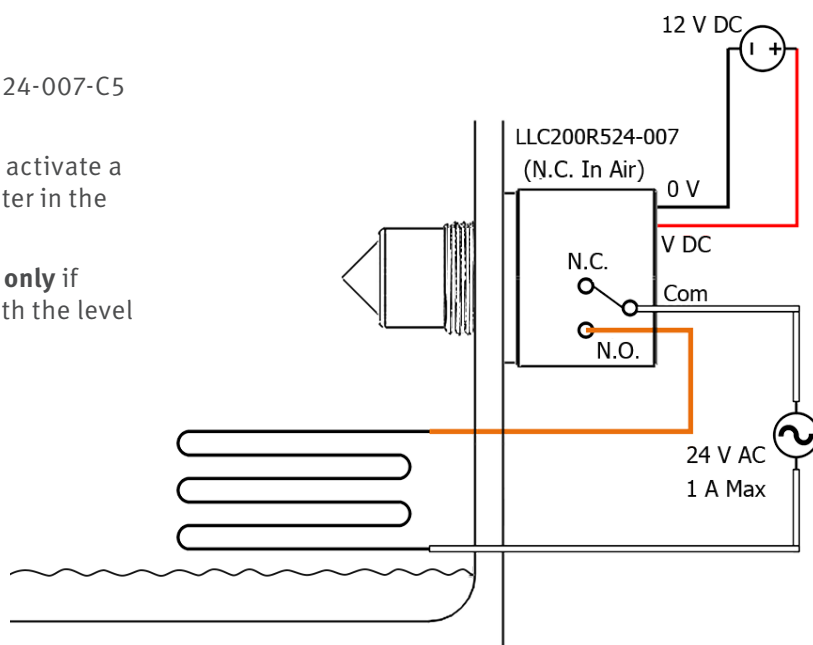 24-007-C5
activate a
ter in the
only if
th the level
12 V DC
LLC200R524-007
(N.C. In Air)
0 V
V DC
N.C.
Com
N.O.
24 V AC
1 A Max